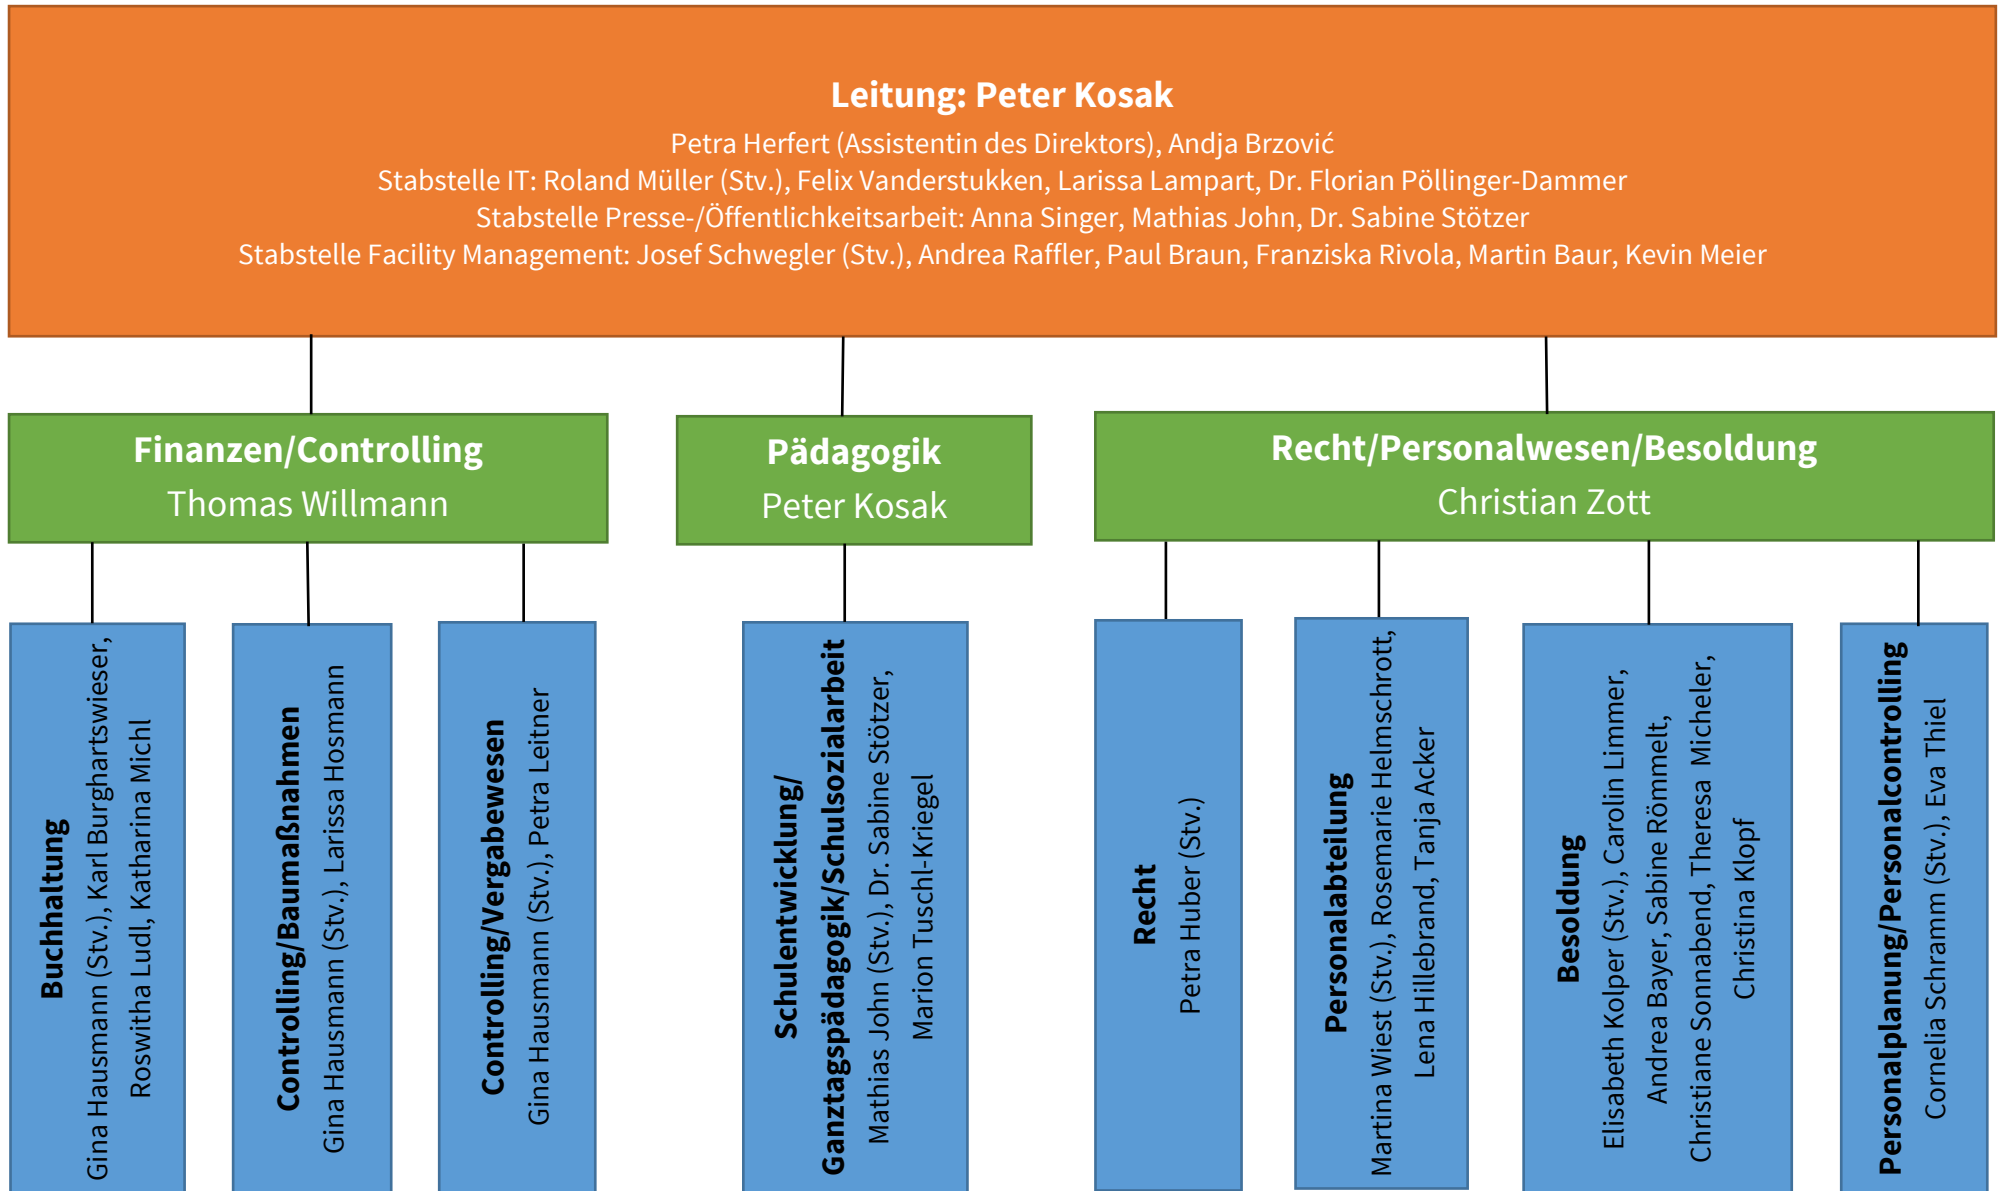 Leitung: Peter Kosak
Petra Herfert (Assistentin des Direktors), Andja Brzović
Stabstelle IT: Roland Müller (Stv.), Felix Vanderstukken, Larissa Lampart, Dr. Florian Pöllinger-Dammer
Stabstelle Presse-/Öffentlichkeitsarbeit: Anna Singer, Mathias John, Dr. Sabine Stötzer
Stabstelle Facility Management: Josef Schwegler (Stv.), Andrea Raffler, Paul Braun, Franziska Rivola, Martin Baur, Kevin Meier
Finanzen/Controlling
Thomas Willmann
Pädagogik
Peter Kosak
Recht/Personalwesen/Besoldung
Christian Zott
Buchhaltung
Gina Hausmann (Stv.), Karl Burghartswieser,
Roswitha Ludl, Katharina Michl
Controlling/Baumaßnahmen
Gina Hausmann (Stv.), Larissa Hosmann
Controlling/Vergabewesen
Gina Hausmann (Stv.), Petra Leitner
Schulentwicklung/
Ganztagspädagogik/Schulsozialarbeit
Mathias John (Stv.), Dr. Sabine Stötzer,
Marion Tuschl-Kriegel
Recht
Petra Huber (Stv.)
Personalabteilung
Martina Wiest (Stv.), Rosemarie Helmschrott,
Lena Hillebrand, Tanja Acker
Besoldung
Elisabeth Kolper (Stv.), Carolin Limmer,
Andrea Bayer, Sabine Römmelt,
Christiane Sonnabend, Theresa Micheler,
Christina Klopf
Personalplanung/Personalcontrolling
Cornelia Schramm (Stv.), Eva Thiel